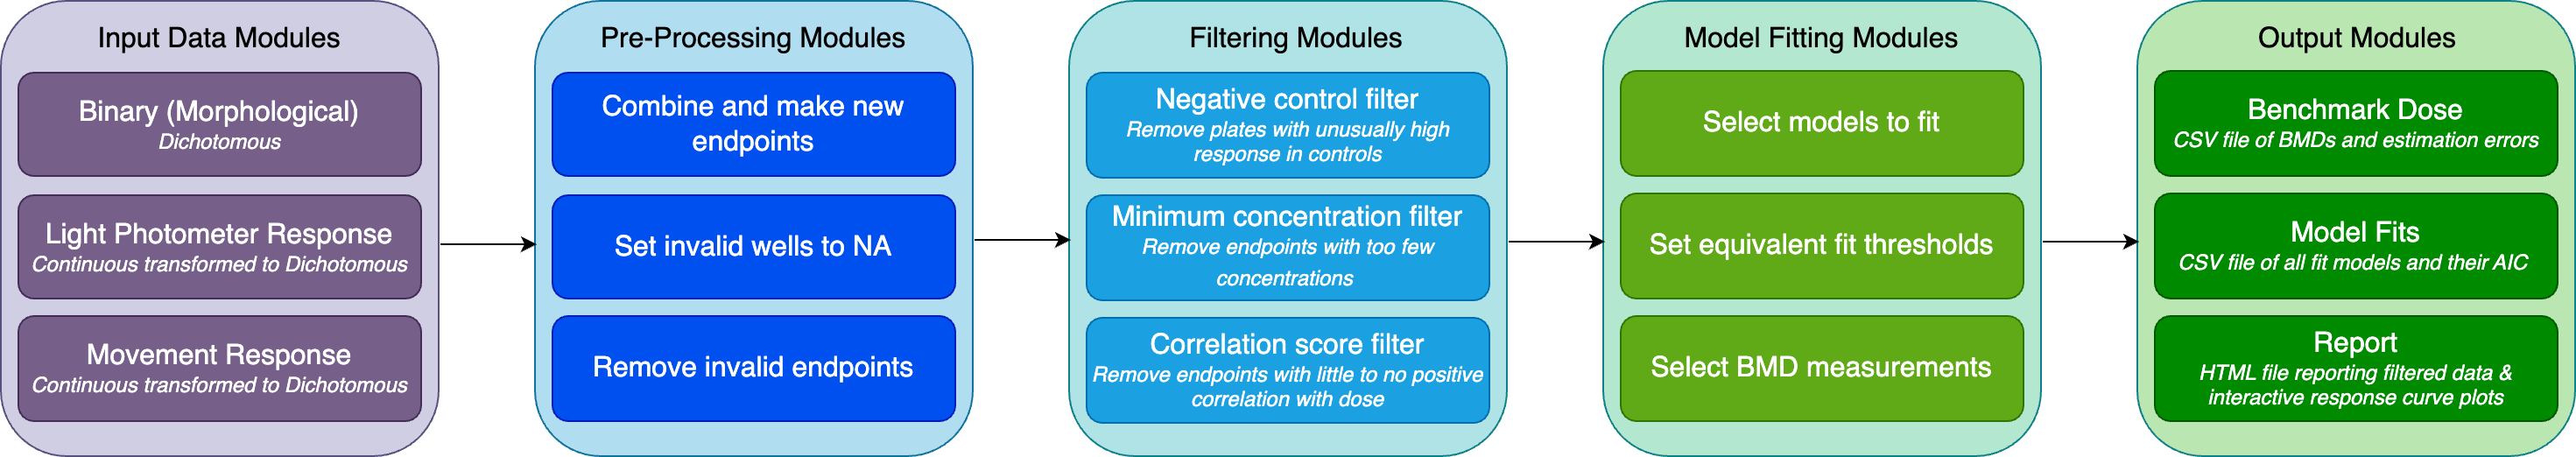 Input Data Modules
Binary (Morphological)
Dichotomous
Light Photometer Response
Continuous transformed to Dichotomous
Movement Response
Continuous transformed to Dichotomous
Pre-Processing Modules
Combine and make new
endpoints
Set invalid wells to NA
Remove invalid endpoints
Filtering Modules
Negative control filter
Remove plates with unusually high
response in controls
Minimum concentration filter
Remove endpoints with too few
concentrations
Correlation score filter
Remove endpoints with little to no positive
correlation with dose
Model Fitting Modules
Select models to fit
Set equivalent fit thresholds
Select BMD measurements
Output Modules
Benchmark Dose
CSV file of BMDs and estimation errors
Model Fits
CSV file of all fit models and their AIC
Report
HTML file reporting filtered data &
interactive response curve plots